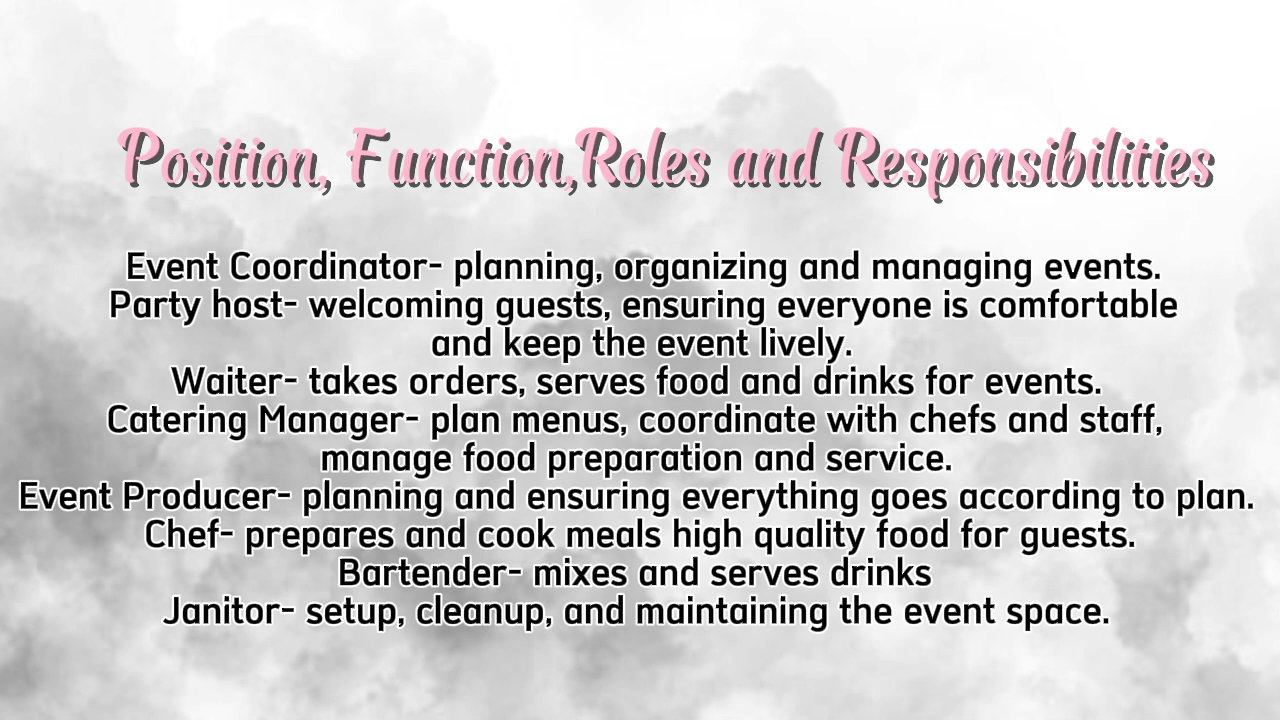 Position, Function,Roles and Responsibilities
Event Coordinator- planning, organizing and managing events.
Party host- welcoming guests, ensuring everyone is comfortable
and keep the event lively.
Waiter- takes orders, serves food and drinks for events.
Catering Manager- plan menus, coordinate with chefs and staff,
manage food preparation and service.
Event Producer- planning and ensuring everything goes according to plan.
Chef- prepares and cook meals high quality food for guests.
Bartender- mixes and serves drinks
Janitor- setup, cleanup, and maintaining the event space.